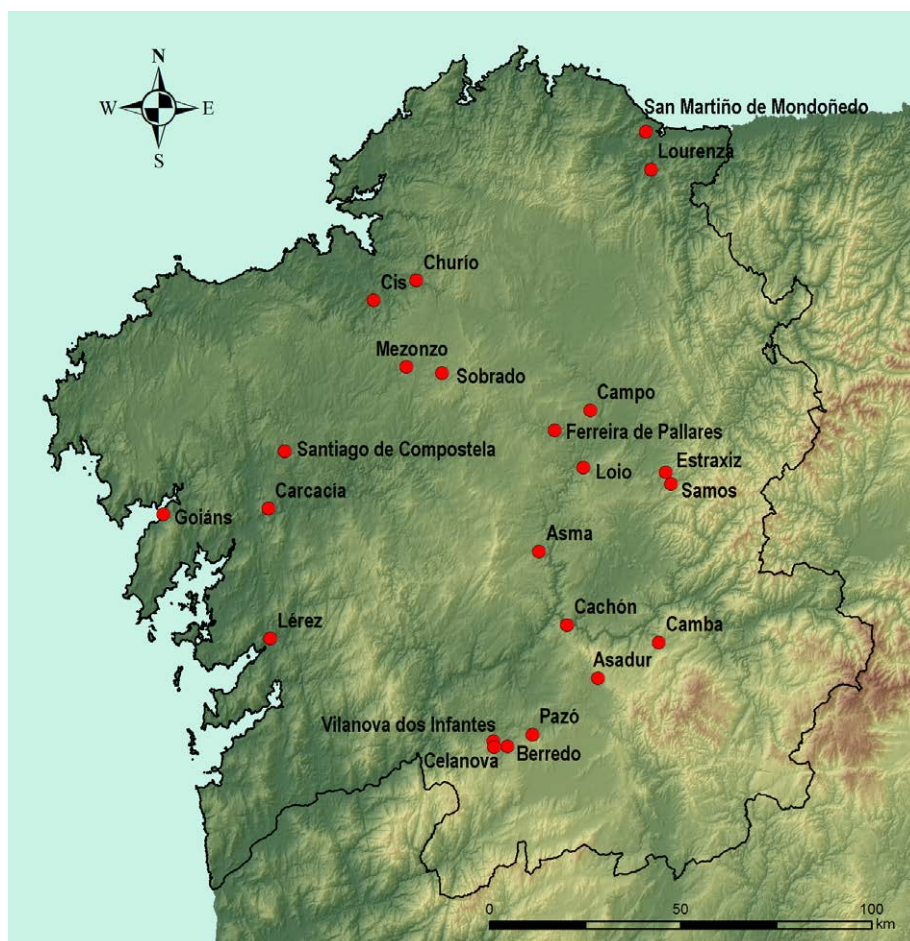 N
W
E
S
San Martiño de Mondoñedo
Lourenzá
Churío
Cis
Mezonzo
Sobrado
Campo
Ferreira de Pallares
Santiago de Compostela
Loio
Estraxiz
Samos
Carcacia
Goiáns
Asma
Lérez
Cachón
Camba
Asadur
Pazó
Vilanova dos Infantes
Celanova
Berredo
0 50 100
km